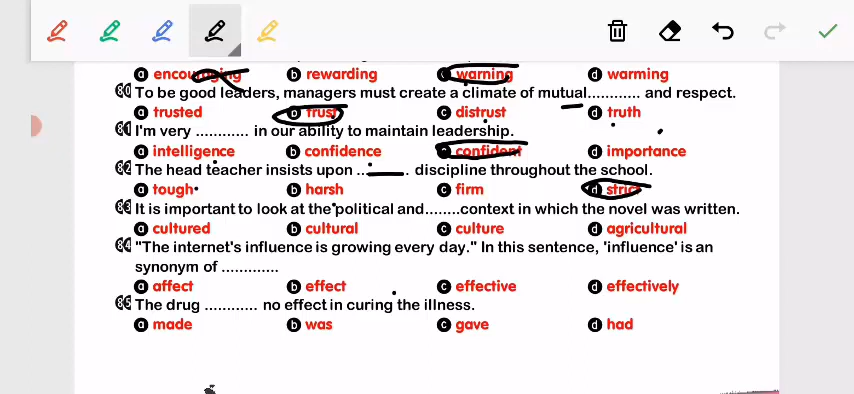 a encouraging b rewarding c warning d warming
80 To be good leaders, managers must create a climate of mutual............ and respect.
a trusted b trust c distrust d truth
81 I'm very ............ in our ability to maintain leadership.
a intelligence b confidence c confident d importance
82 The head teacher insists upon ............ discipline throughout the school.
a tough b harsh c firm d strict
83 It is important to look at the political and........context in which the novel was written.
a cultured b cultural c culture d agricultural
84 "The internet's influence is growing every day." In this sentence, 'influence' is an
synonym of .............
a affect b effect c effective d effectively
85 The drug ............ no effect in curing the illness.
a made b was c gave d had